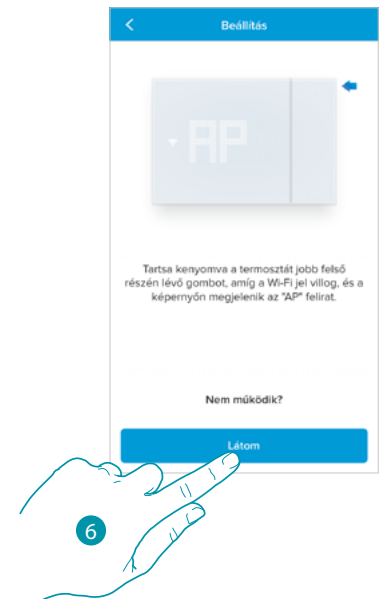 Beállítás
AP
Tartsa kenyomva a termosztát jobb felső
részén lévő gombot, amíg a Wi-Fi jel villog, és a
képernyőn megjelenik az "AP" felirat.
Nem működik?
Látom
6